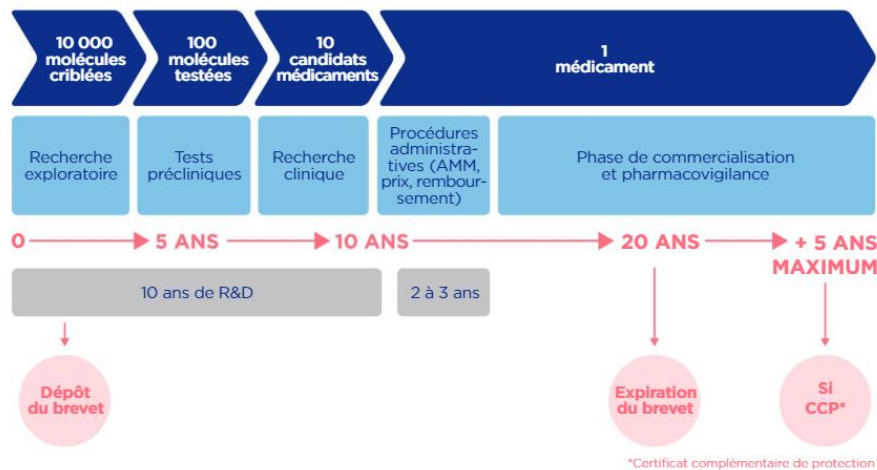 10 000
molécules
criblées
100
molécules
testées
10
candidats
médicaments
1
médicament
Recherche
exploratoire
Tests
précliniques
Recherche
clinique
Procédures
administra-
tives (AMM,
prix, rembour-
sement)
Phase de commercialisation
et pharmacovigilance
0
5 ANS
10 ANS
20 ANS
+ 5 ANS
MAXIMUM
10 ans de R&D
2 à 3 ans
Dépôt
du brevet
Expiration
du brevet
Si
CCP*
*Certificat complémentaire de protection